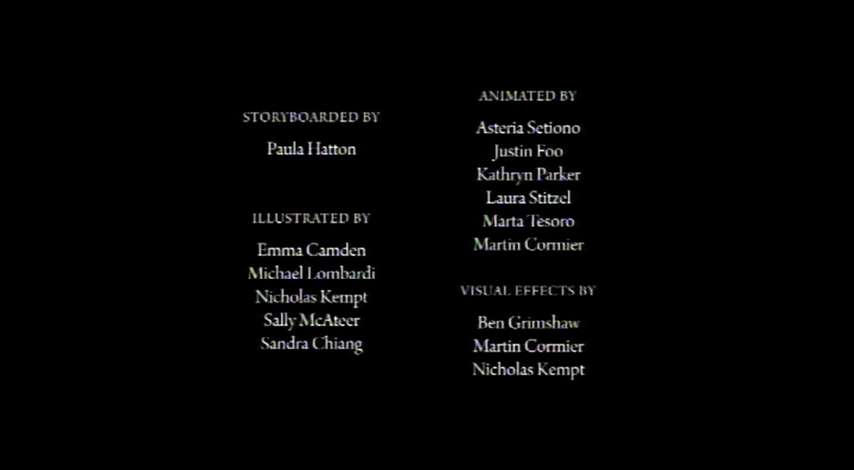 STORYBOARDED BY
Paula Hatton
ILLUSTRATED BY
Emma Camden
Michael Lombardi
Nicholas Kempt
Sally McAteer
Sandra Chiang
ANIMATED BY
Asteria Setiono
Justin Foo
Kathryn Parker
Laura Stitzel
Marta Tesoro
Martin Cormier
VISUAL EFFECTS BY
Ben Grimshaw
Martin Cormier
Nicholas Kempt